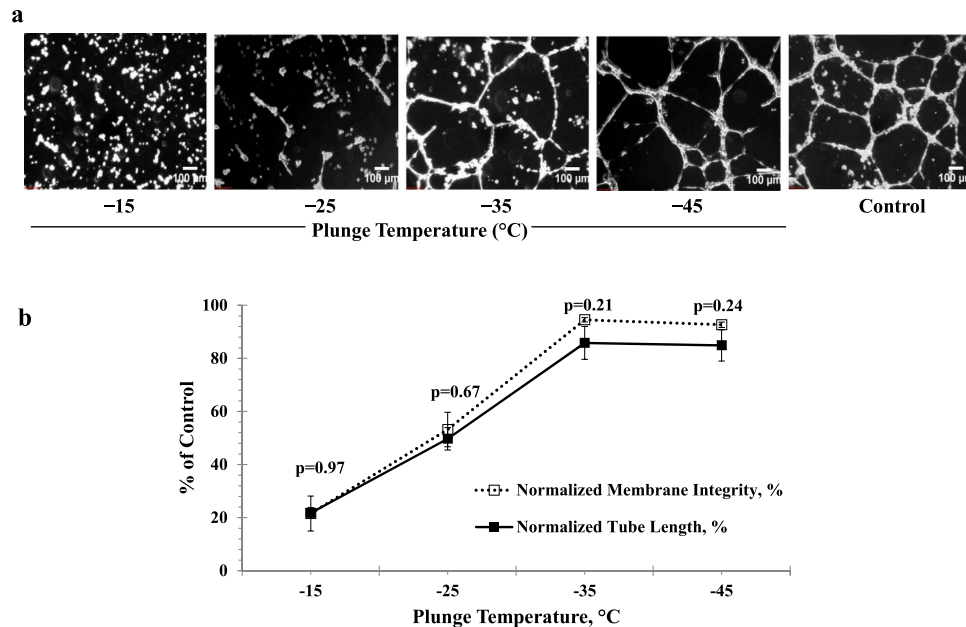 a
100 µm 100 µm 100 µm 100 µm 100 µm
−15 −25 −35 −45 Control
Plunge Temperature (°C)
b
100
80
60
40
20
0
% of Control
p=0.97
p=0.67
p=0.21
p=0.24
Normalized Membrane Integrity, %
Normalized Tube Length, %
-15 -25 -35 -45
Plunge Temperature, °C